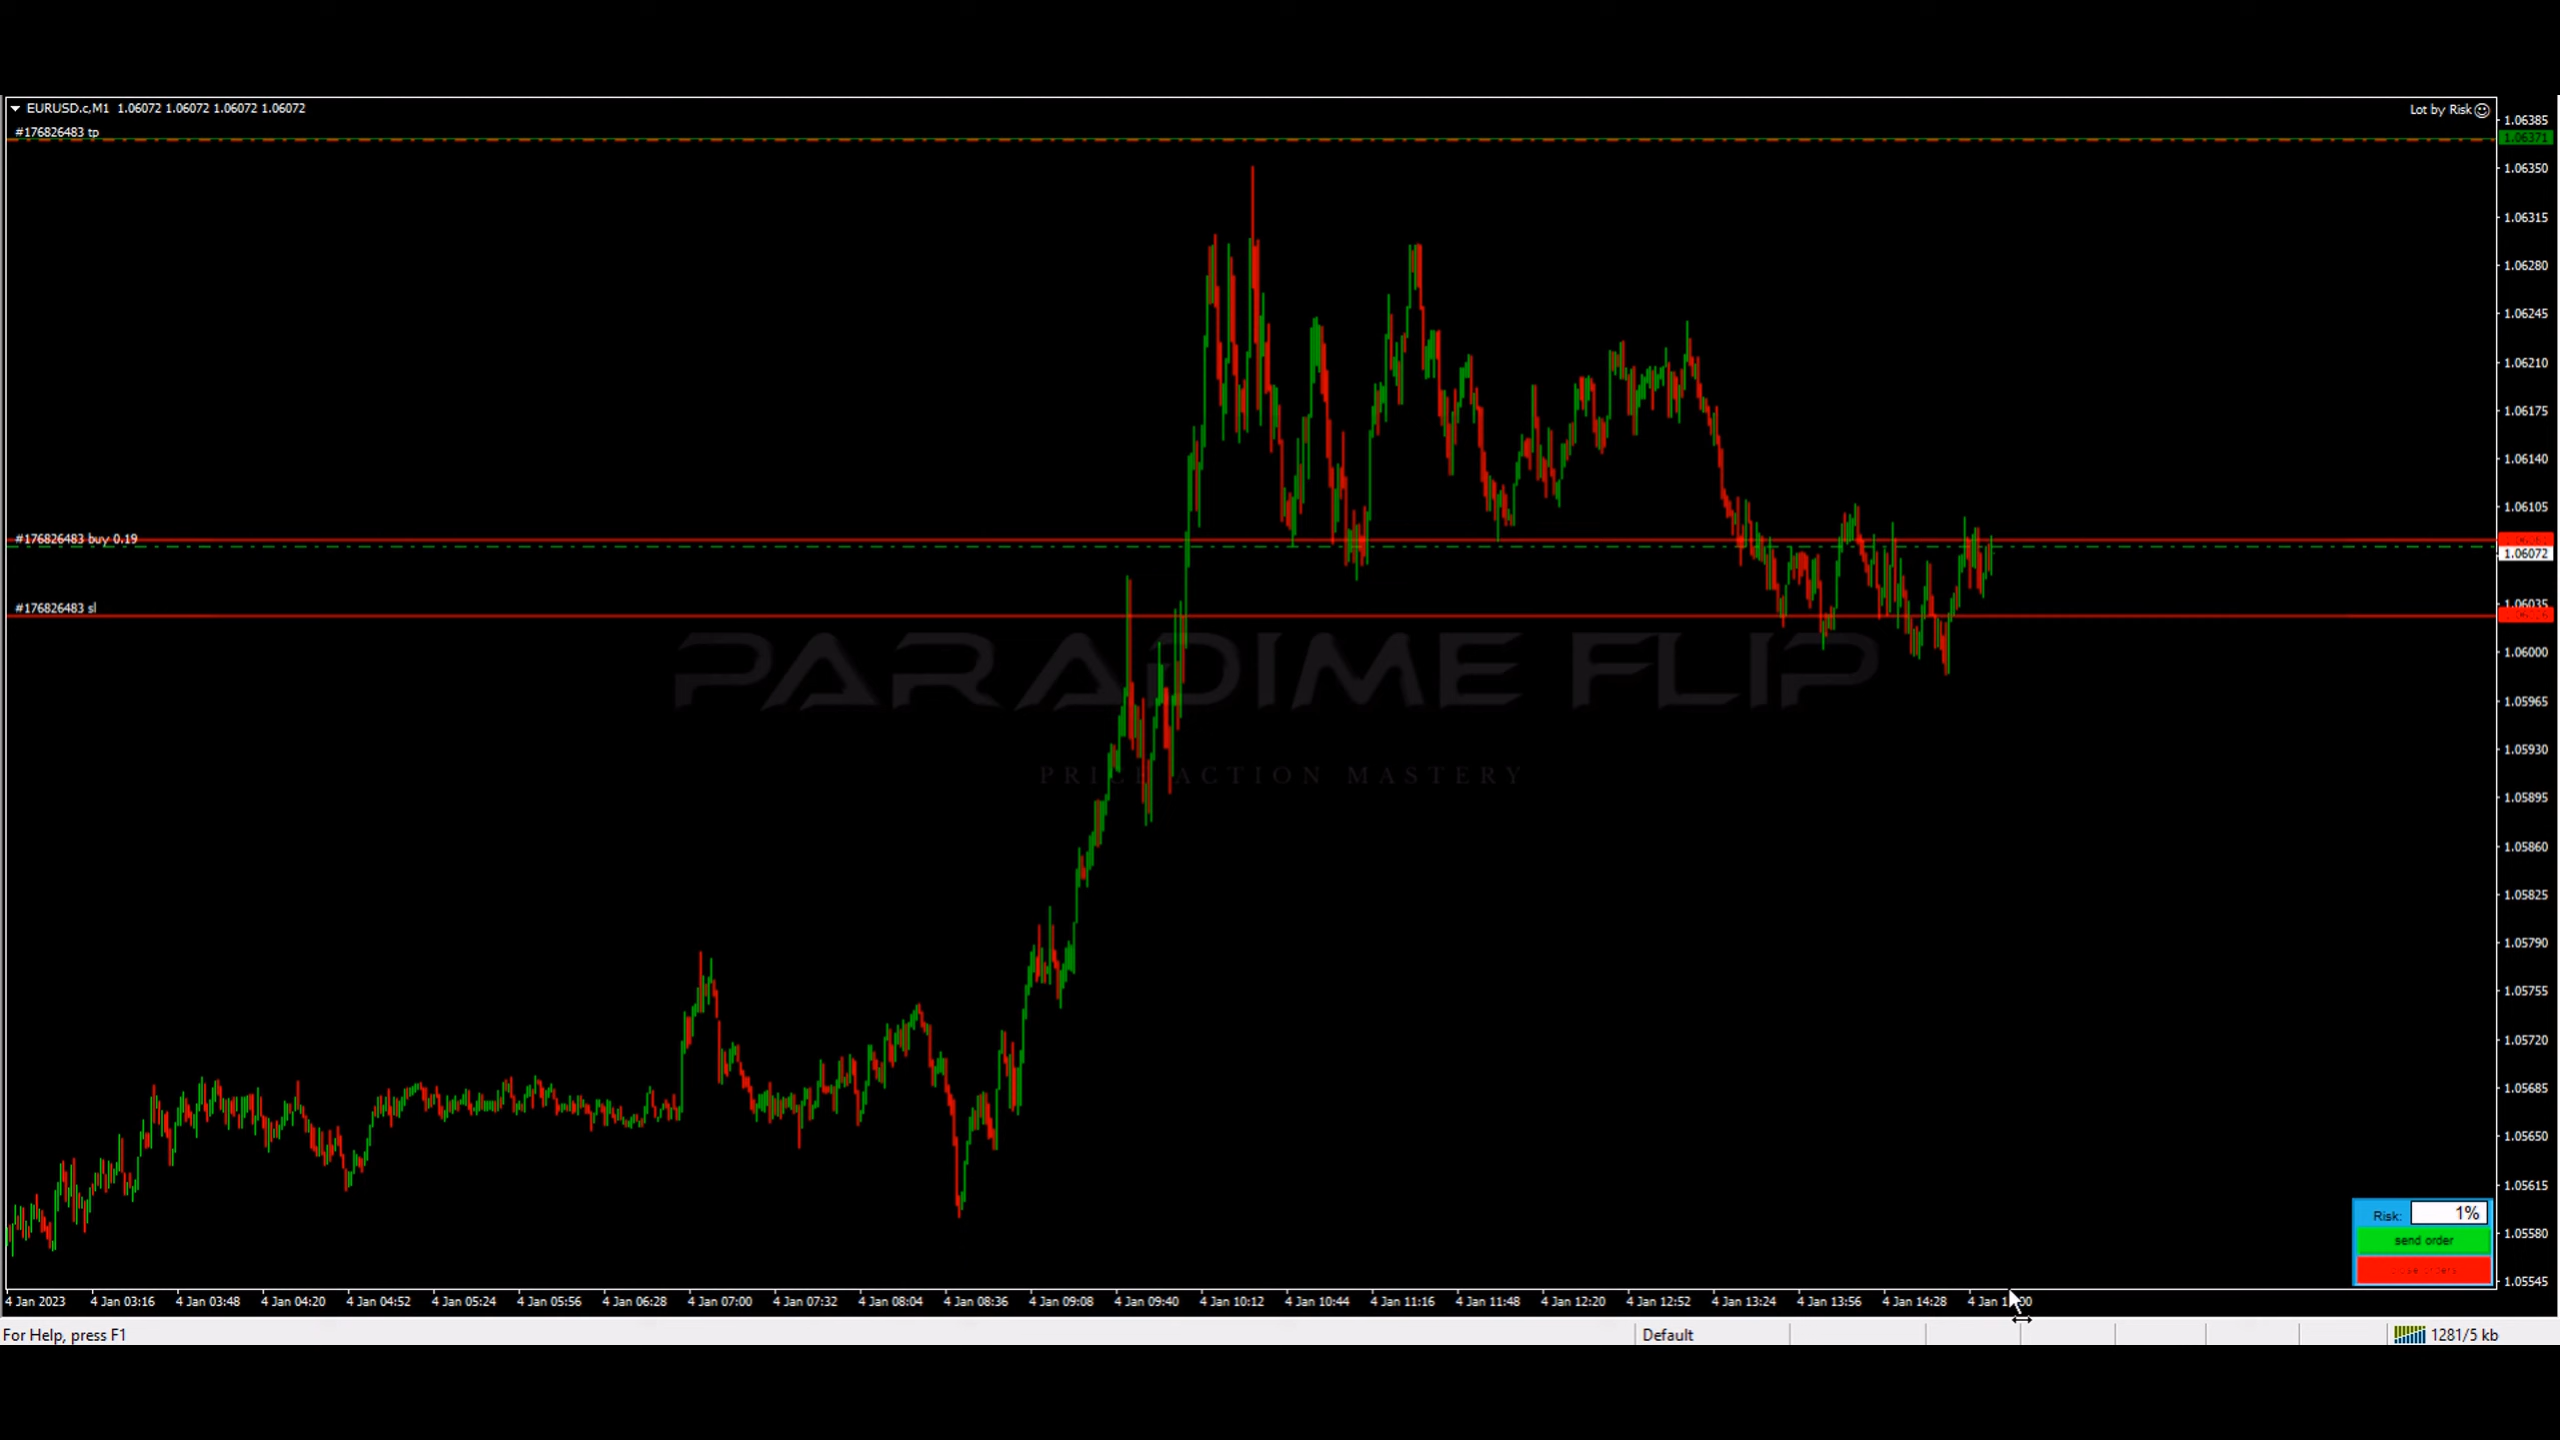 EURUSD.c,M1 1.06072 1.06072 1.06072 1.06072
Lot by Risk
#176826483 tp
1.06385
1.06371
1.06350
1.06315
1.06280
1.06245
1.06210
1.06175
1.06140
1.06105
#176826483 buy 0.19
1.06072
#176826483 sl
1.06035
PARADIME FLIP
1.06000
1.05965
1.05930
PRICE ACTION MASTERY
1.05895
1.05860
1.05825
1.05790
1.05755
1.05720
1.05685
1.05650
1.05615
1.05580
1.05545
Risk: 1%
send order
4 Jan 2023 4 Jan 03:16 4 Jan 03:48 4 Jan 04:20 4 Jan 04:52 4 Jan 05:24 4 Jan 05:56 4 Jan 06:28 4 Jan 07:00 4 Jan 07:32 4 Jan 08:04 4 Jan 08:36 4 Jan 09:08 4 Jan 09:40 4 Jan 10:12 4 Jan 10:44 4 Jan 11:16 4 Jan 11:48 4 Jan 12:20 4 Jan 12:52 4 Jan 13:24 4 Jan 13:56 4 Jan 14:28 4 Jan
For Help, press F1
Default
1281/5 kb